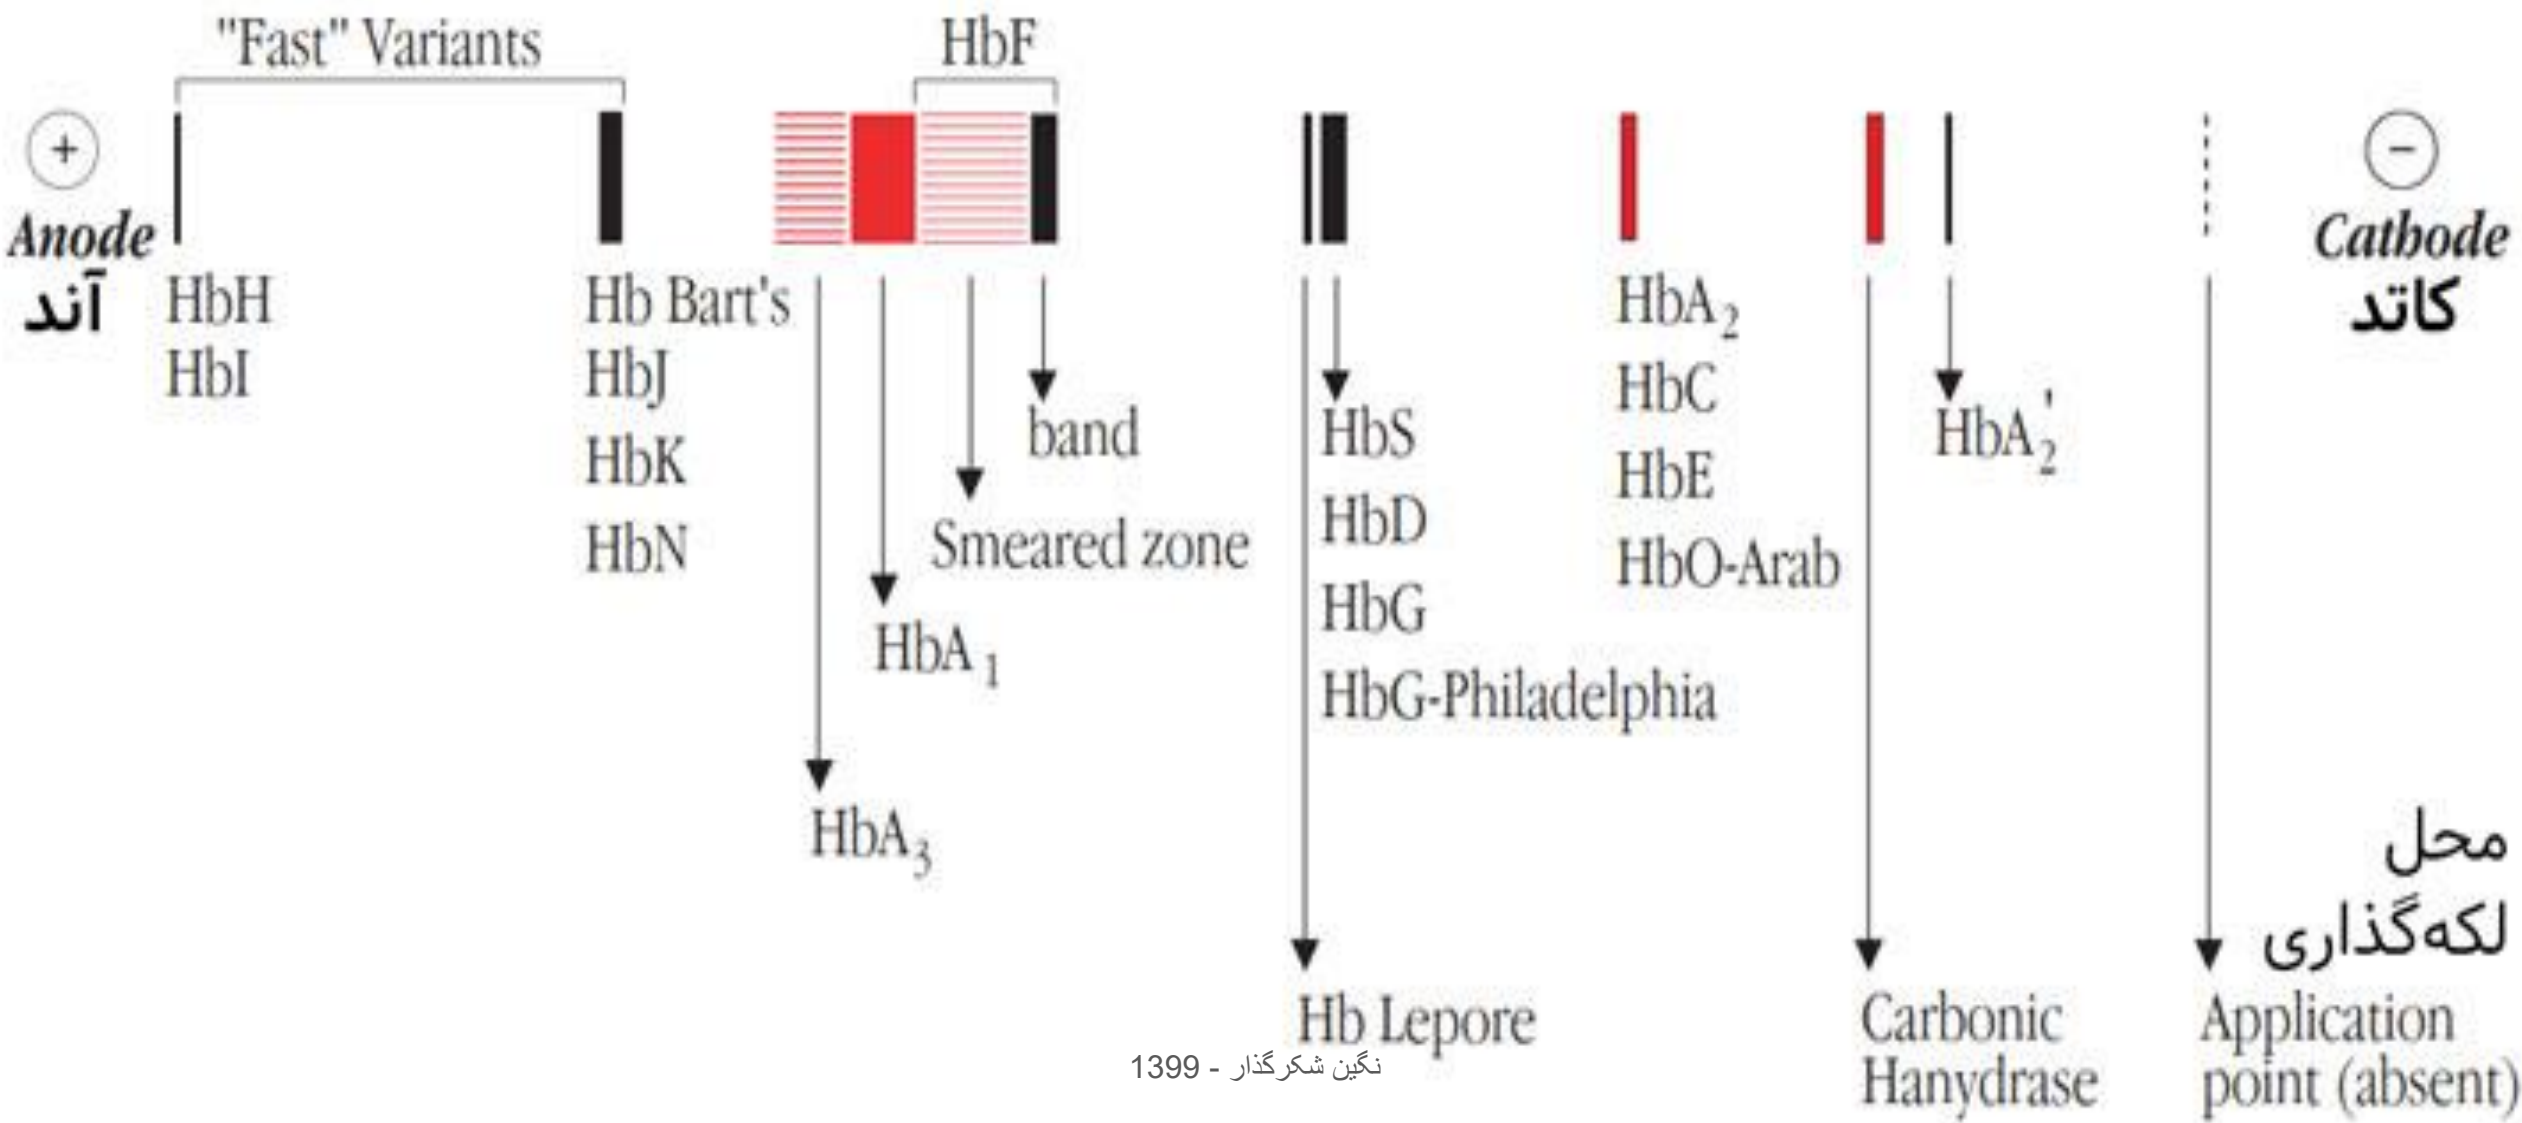 "Fast" Variants
HbF
+
−
Anode
Cathode
آند
کاتد
HbH
HbI
Hb Bart's
HbJ
HbK
HbN
HbA3
HbA1
Smeared zone
band
Hb Lepore
HbS
HbD
HbG
HbG-Philadelphia
HbA2
HbC
HbE
HbO-Arab
Carbonic
Hanydrase
HbA2'
محل
لکه‌گذاری
Application
point (absent)
نگین شکرگذار - 1399